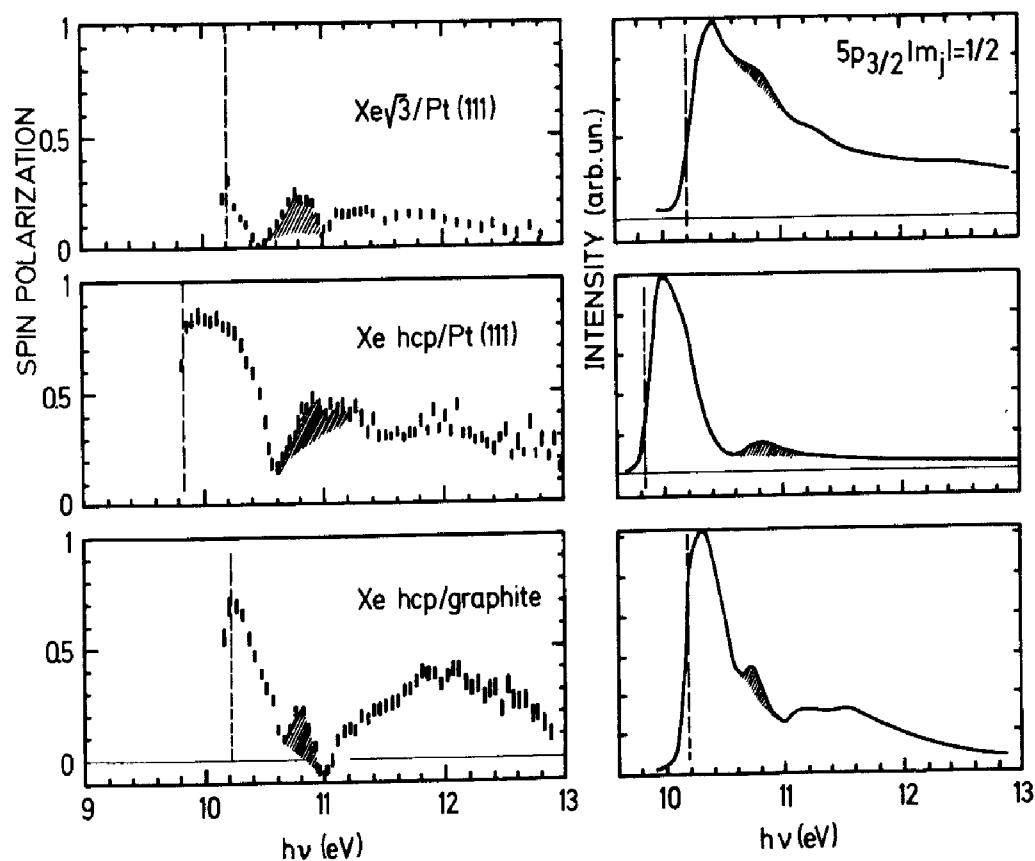 1
0.5
0
Xe√3/Pt (111)
SPIN POLARIZATION
1
0.5
0
Xe hcp/Pt (111)
1
0.5
0
Xe hcp/graphite
9 10 11 12 13
hν (eV)
5p3/2 |mj|=1/2
INTENSITY (arb.un.)
10 11 12 13
hν (eV)